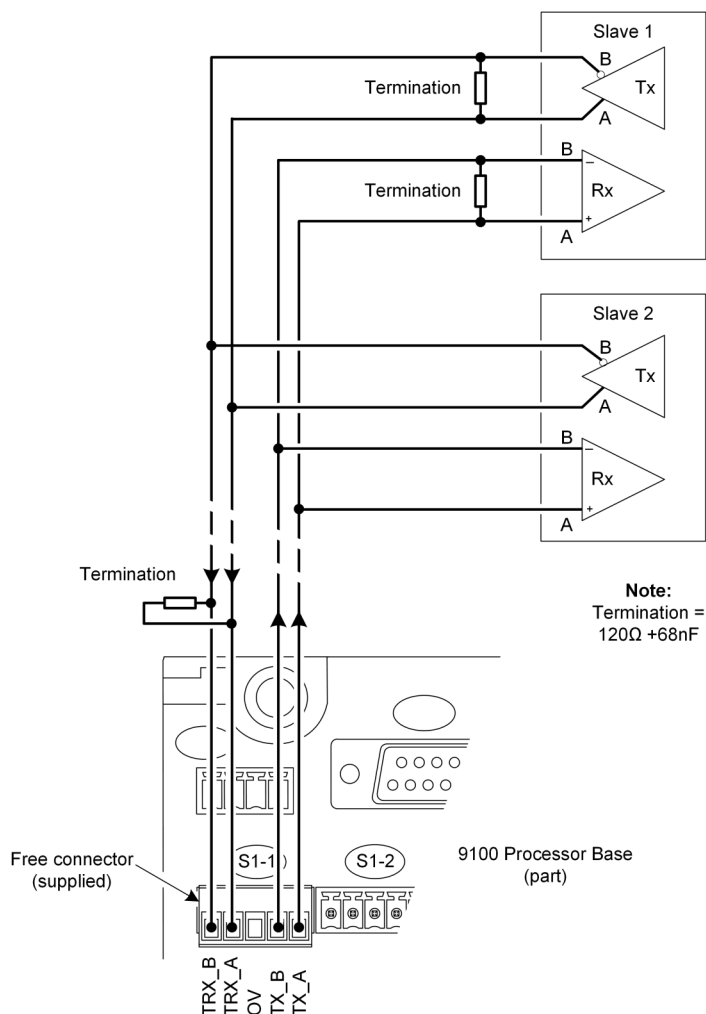 Slave 1
B
Tx
A
Termination
B
–
Rx
+
A
Termination
Slave 2
B
Tx
A
B
–
Rx
+
A
Termination
Note:
Termination =
120Ω +68nF
Free connector
(supplied)
S1-1
S1-2
9100 Processor Base
(part)
TRX_B
TRX_A
OV
TX_B
TX_A